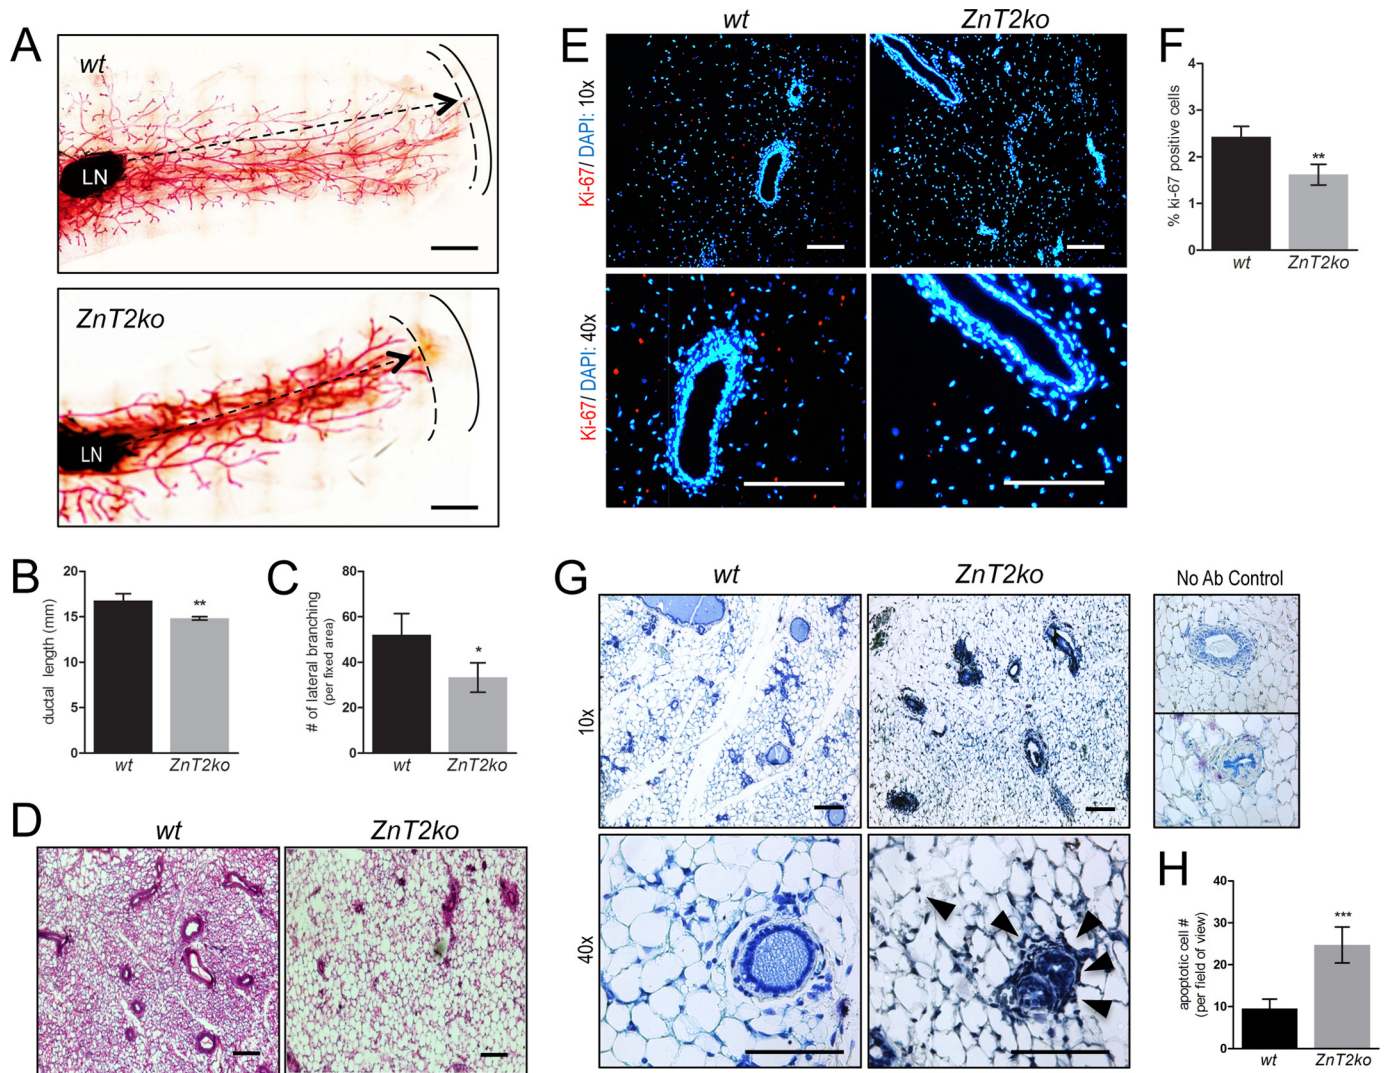 A
wt
LN
ZnT2ko
LN
B
ductal length (mm)
20
15
10
5
0
**
wt
ZnT2ko
C
# of lateral branching
(per fixed area)
80
60
40
20
0
*
wt
ZnT2ko
D
wt
ZnT2ko
E
wt
ZnT2ko
Ki-67/ DAPI: 10x
Ki-67/ DAPI: 40x
F
% ki-67 positive cells
4
3
2
1
0
**
wt
ZnT2ko
G
wt
ZnT2ko
No Ab Control
10x
40x
H
apoptotic cell #
(per field of view)
40
30
20
10
0
***
wt
ZnT2ko